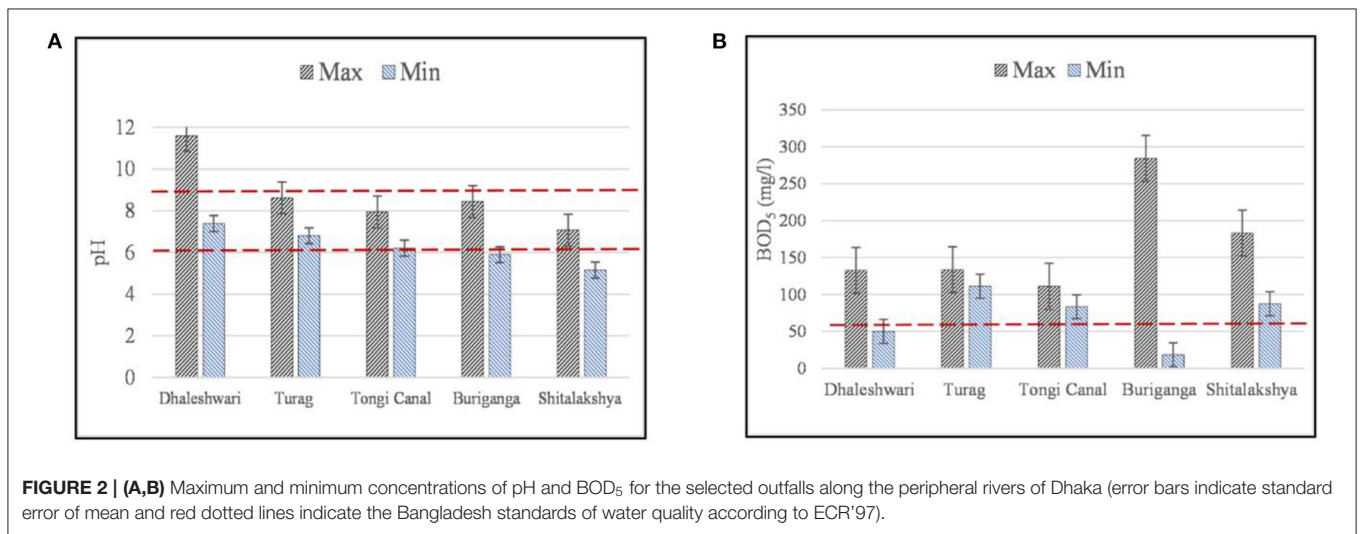 A
Max Min
pH
12
10
8
6
4
2
0
Dhaleshwari Turag Tongi Canal Buriganga Shitalakshya
B
Max Min
BOD₅ (mg/l)
350
300
250
200
150
100
50
0
Dhaleshwari Turag Tongi Canal Buriganga Shitalakshya
FIGURE 2 | (A,B) Maximum and minimum concentrations of pH and BOD₅ for the selected outfalls along the peripheral rivers of Dhaka (error bars indicate standard
error of mean and red dotted lines indicate the Bangladesh standards of water quality according to ECR'97).